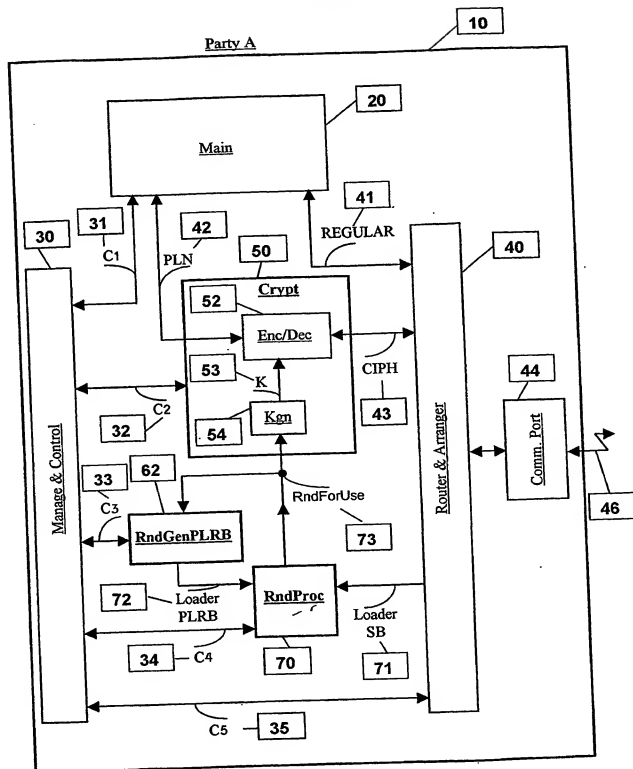 Party A
10
Main
20
30
31
C1
42
PLN
41
REGULAR
50
40
Crypt
52
Enc/Dec
53
K
CIPH
43
44
Comm. Port
54
Kgn
C2
32
Manage & Control
Router & Arranger
33
C3
62
RndForUse
73
46
RndGenPLRB
72
Loader
PLRB
RndProc
Loader
SB
71
34
C4
70
C5
35